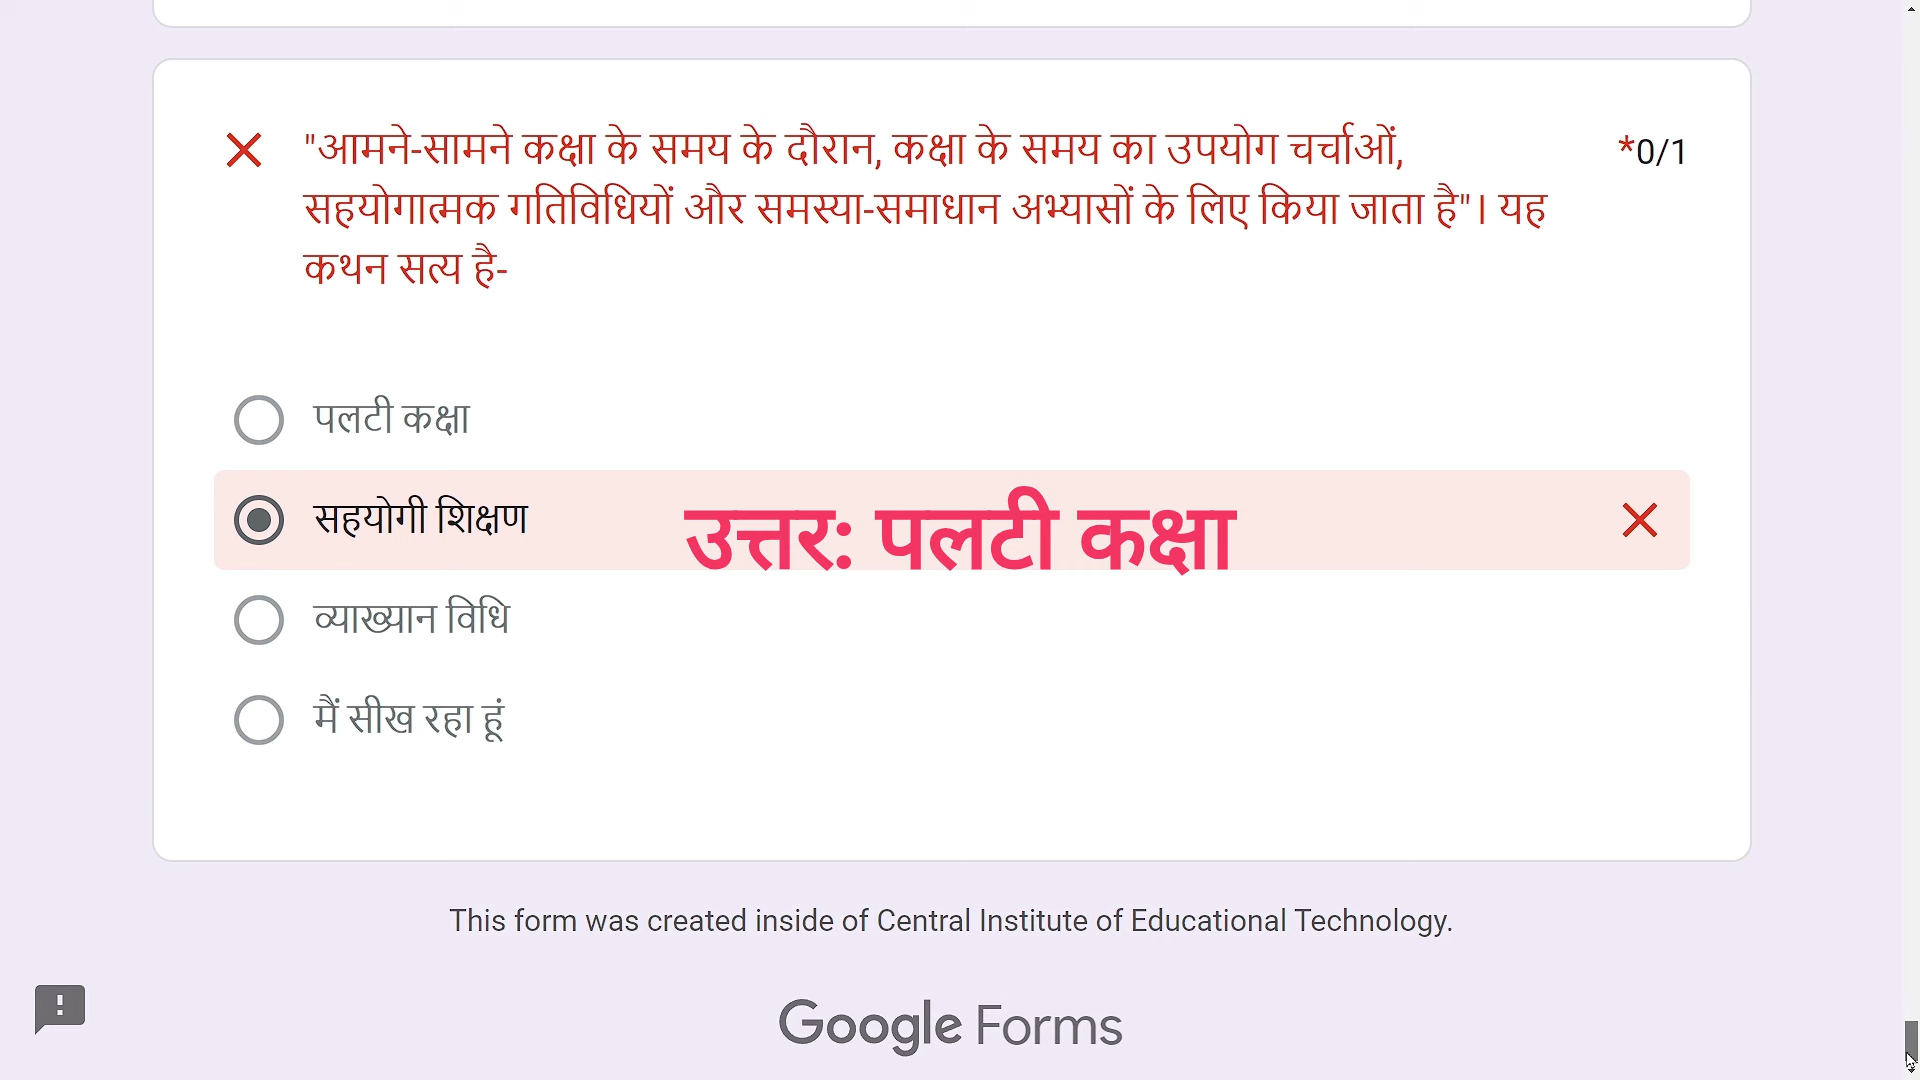 "आमने-सामने कक्षा के समय के दौरान, कक्षा के समय का उपयोग चर्चाओं,
*0/1
सहयोगात्मक गतिविधियों और समस्या-समाधान अभ्यासों के लिए किया जाता है"। यह
कथन सत्य है-
पलटी कक्षा
सहयोगी शिक्षण
उत्तर: पलटी कक्षा
व्याख्यान विधि
मैं सीख रहा हूं
This form was created inside of Central Institute of Educational Technology.
Google Forms